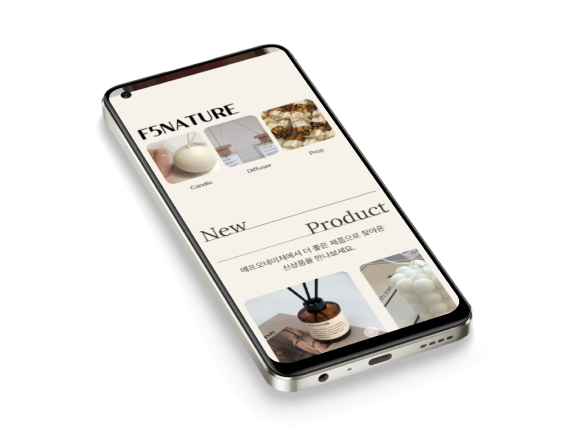 F5NATURE
Candle
Diffuser
Prop
New
Product
에프오네이쳐에서 더 좋은 제품으로 찾아온
신상품을 만나보세요.